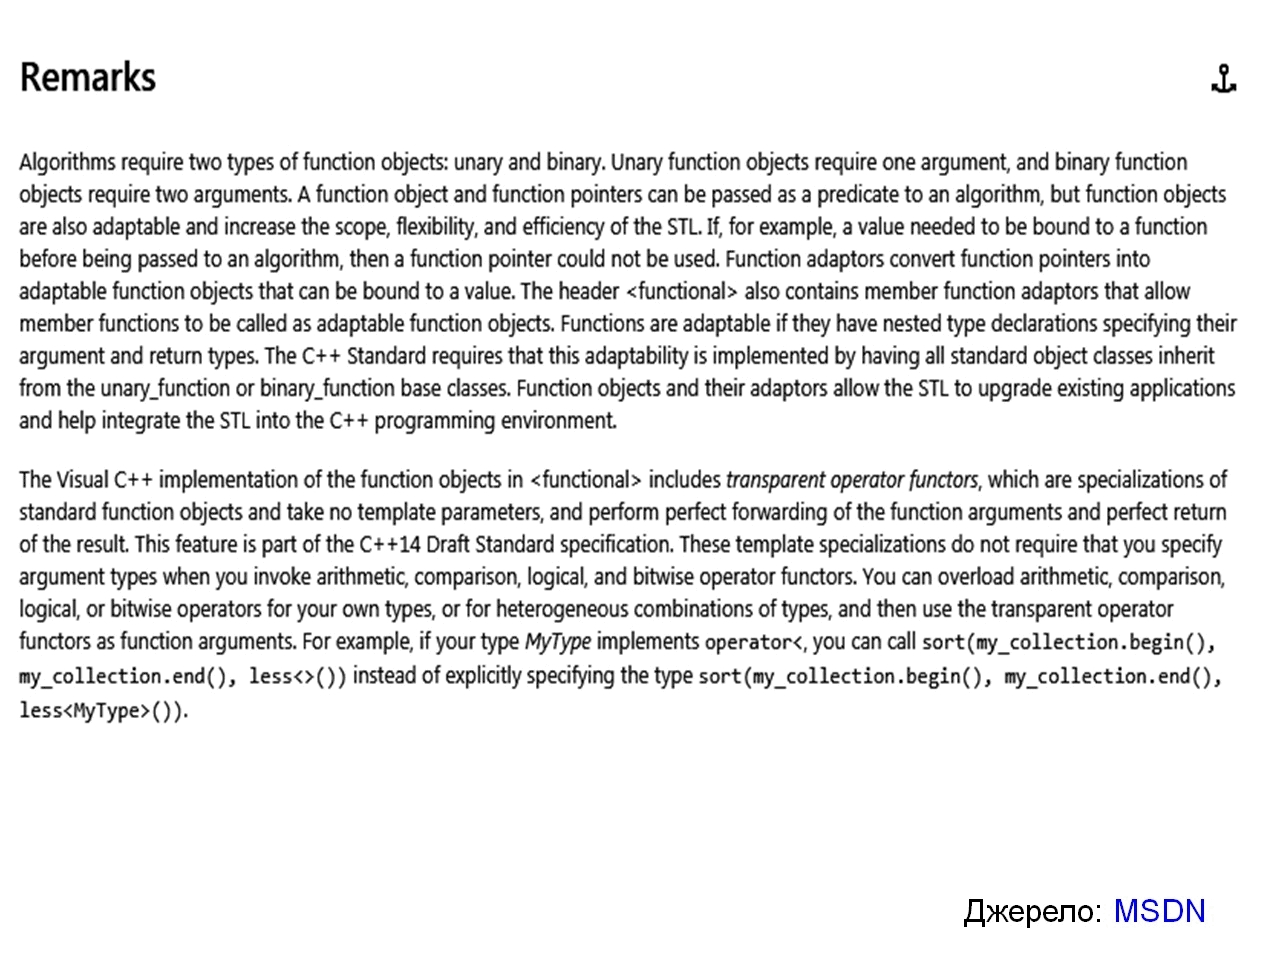 Remarks
Algorithms require two types of function objects: unary and binary. Unary function objects require one argument, and binary function
objects require two arguments. A function object and function pointers can be passed as a predicate to an algorithm, but function objects
are also adaptable and increase the scope, flexibility, and efficiency of the STL. If, for example, a value needed to be bound to a function
before being passed to an algorithm, then a function pointer could not be used. Function adaptors convert function pointers into
adaptable function objects that can be bound to a value. The header <functional> also contains member function adaptors that allow
member functions to be called as adaptable function objects. Functions are adaptable if they have nested type declarations specifying their
argument and return types. The C++ Standard requires that this adaptability is implemented by having all standard object classes inherit
from the unary_function or binary_function base classes. Function objects and their adaptors allow the STL to upgrade existing applications
and help integrate the STL into the C++ programming environment.
The Visual C++ implementation of the function objects in <functional> includes transparent operator functors, which are specializations of
standard function objects and take no template parameters, and perform perfect forwarding of the function arguments and perfect return
of the result. This feature is part of the C++14 Draft Standard specification. These template specializations do not require that you specify
argument types when you invoke arithmetic, comparison, logical, and bitwise operator functors. You can overload arithmetic, comparison,
logical, or bitwise operators for your own types, or for heterogeneous combinations of types, and then use the transparent operator
functors as function arguments. For example, if your type MyType implements operator<, you can call sort(my_collection.begin(),
my_collection.end(), less<>()) instead of explicitly specifying the type sort(my_collection.begin(), my_collection.end(),
less<MyType>()).
Джерело: MSDN